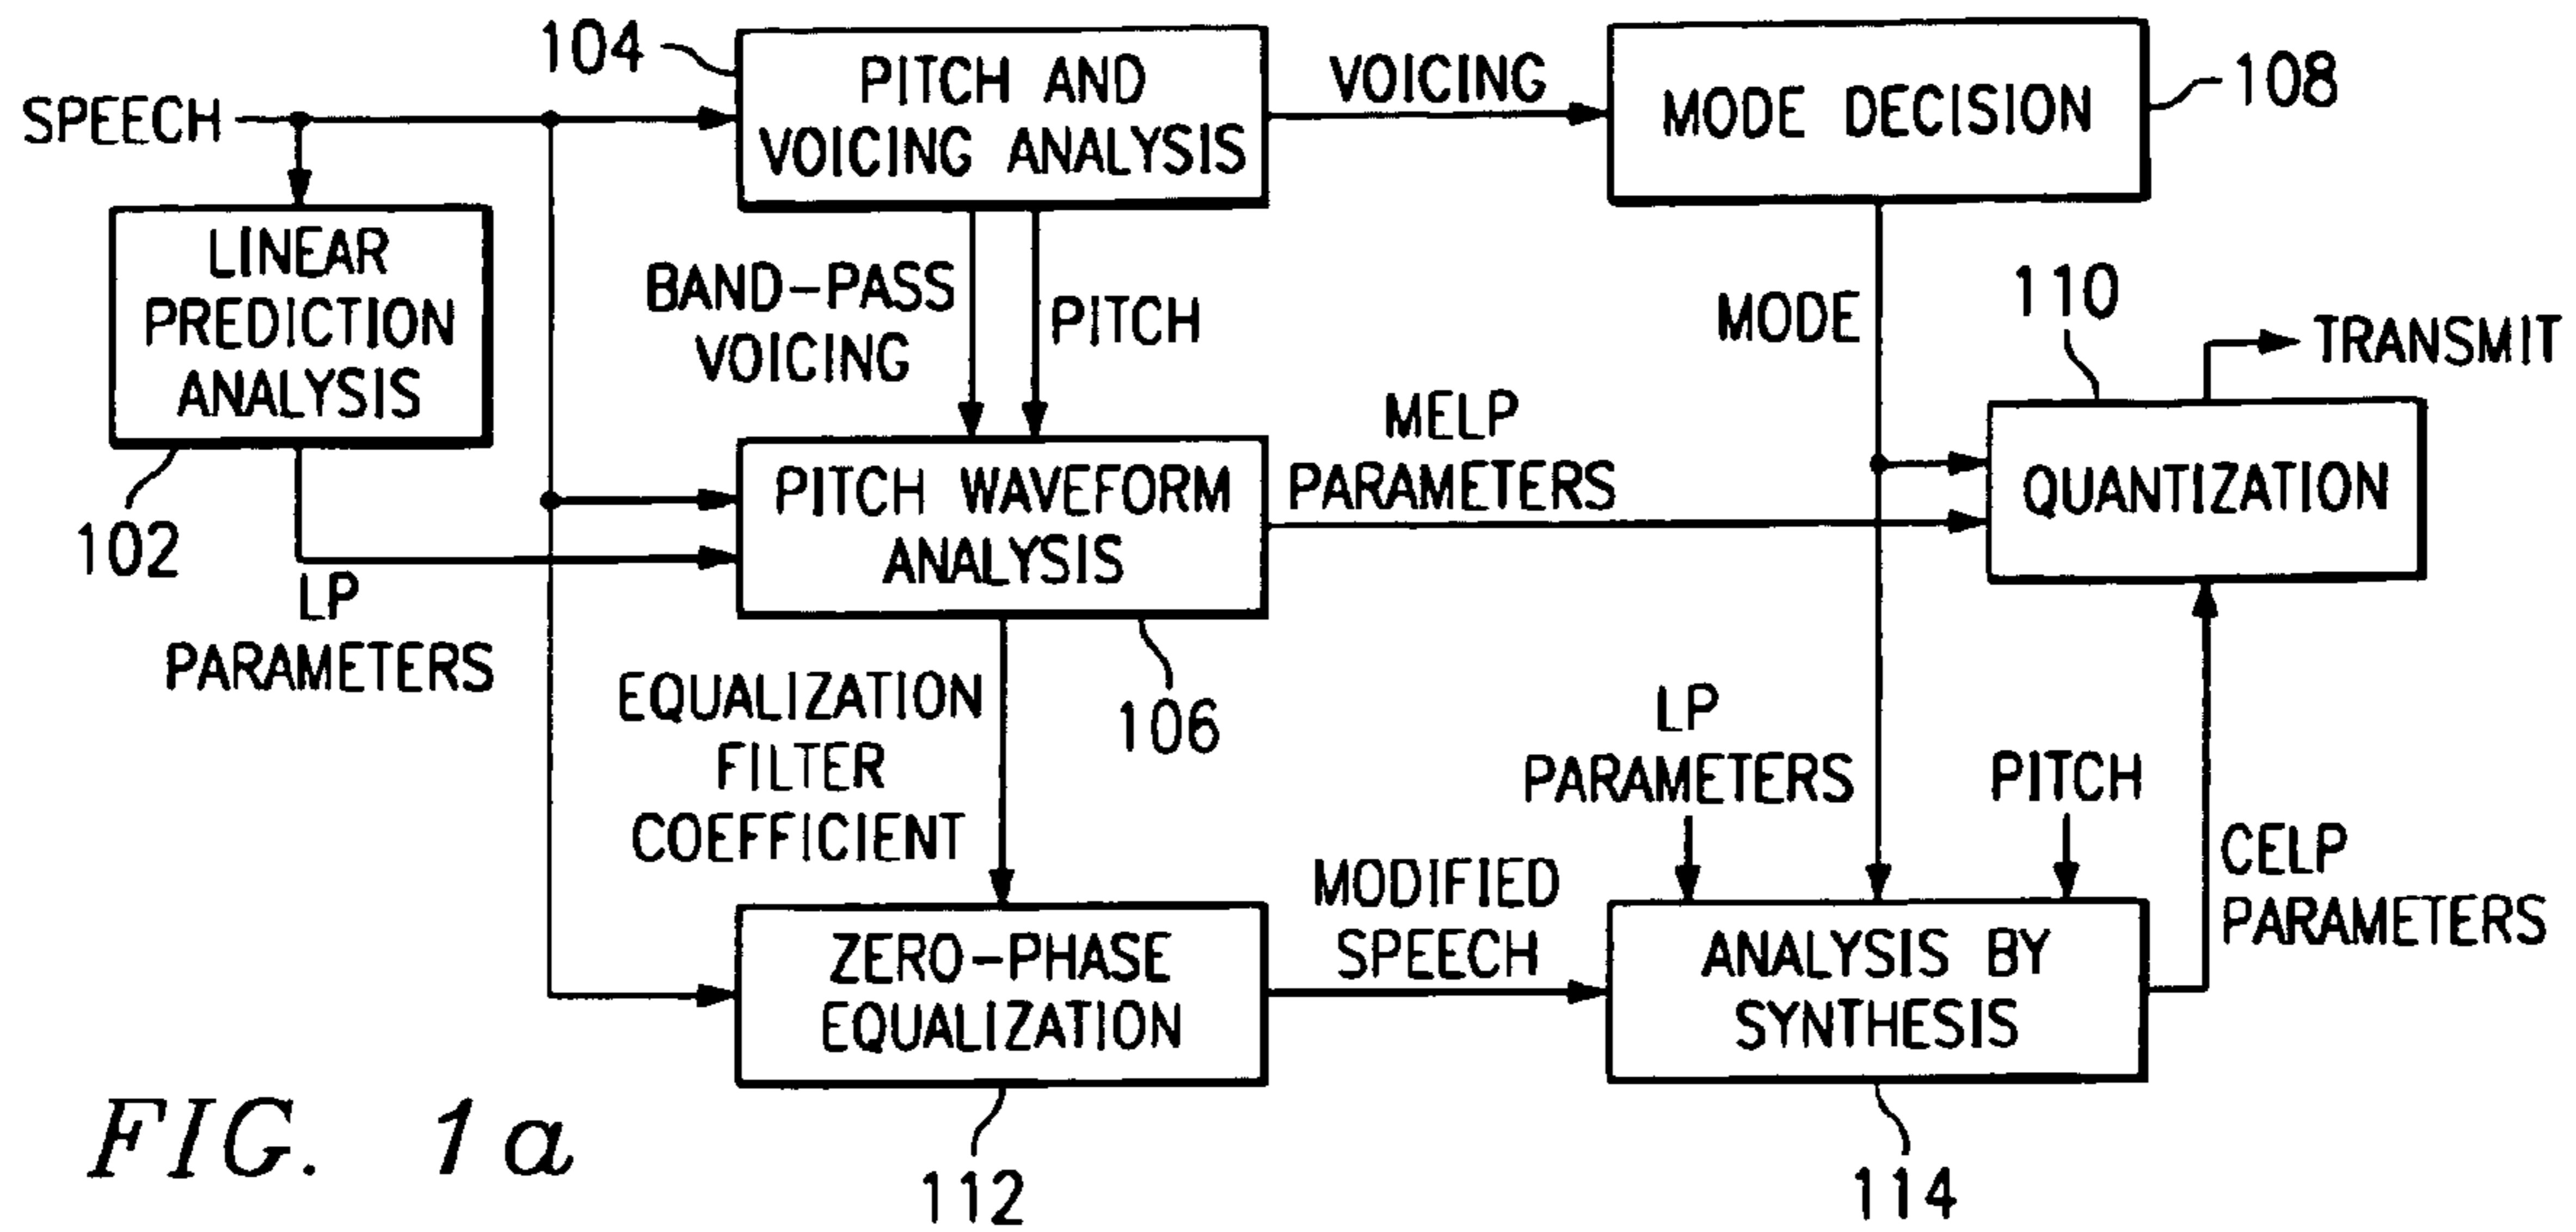 104
PITCH AND
VOICING ANALYSIS
VOICING
MODE DECISION
108
SPEECH
LINEAR
PREDICTION
ANALYSIS
102
BAND-PASS
VOICING
PITCH
MODE
110
TRANSMIT
MELP
PARAMETERS
QUANTIZATION
PITCH WAVEFORM
ANALYSIS
LP
PARAMETERS
106
EQUALIZATION
FILTER
COEFFICIENT
LP
PARAMETERS
PITCH
CELP
PARAMETERS
MODIFIED
SPEECH
ZERO-PHASE
EQUALIZATION
ANALYSIS BY
SYNTHESIS
112
114
FIG. 1a